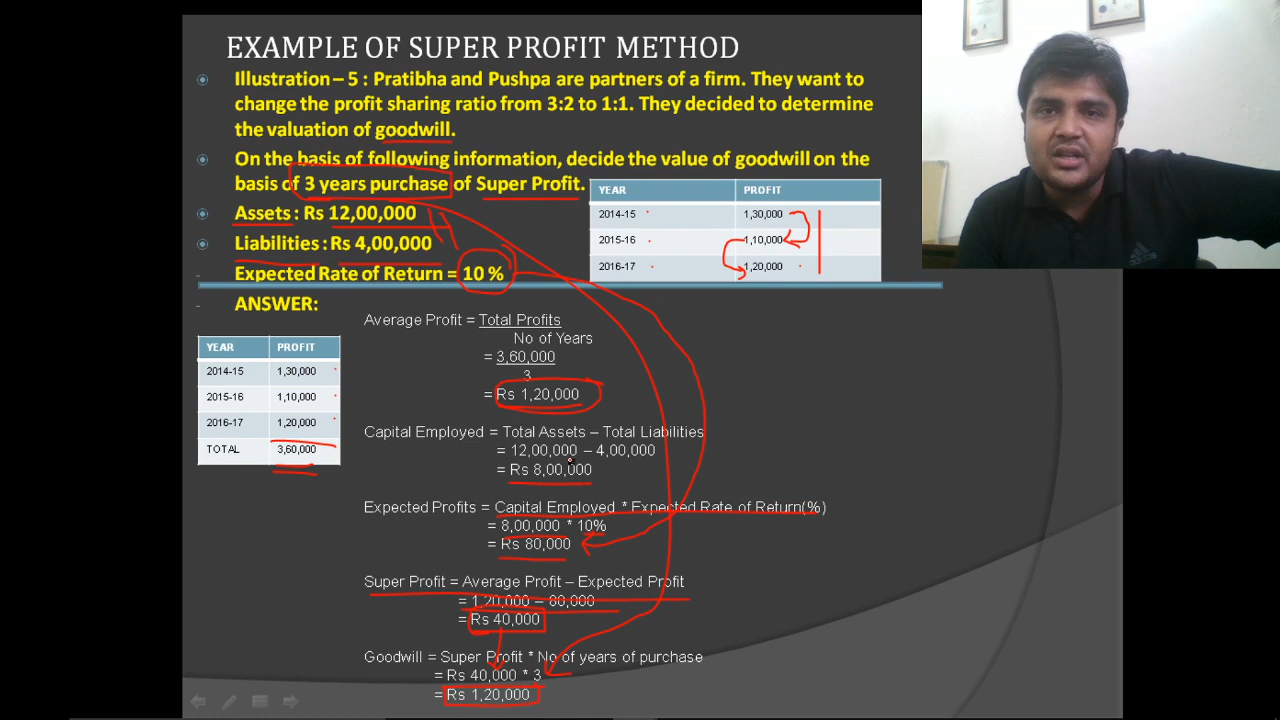 EXAMPLE OF SUPER PROFIT METHOD
Illustration – 5 : Pratibha and Pushpa are partners of a firm. They want to
change the profit sharing ratio from 3:2 to 1:1. They decided to determine
the valuation of goodwill.
On the basis of following information, decide the value of goodwill on the
basis of 3 years purchase of Super Profit.
Assets : Rs 12,00,000
Liabilities : Rs 4,00,000
Expected Rate of Return = 10 %
YEAR PROFIT
2014-15 1,30,000
2015-16 1,10,000
2016-17 1,20,000
ANSWER:
YEAR PROFIT
2014-15 1,30,000
2015-16 1,10,000
2016-17 1,20,000
TOTAL 3,60,000
Average Profit = Total Profits
No of Years
= 3,60,000
3
= Rs 1,20,000
Capital Employed = Total Assets – Total Liabilities
= 12,00,000 – 4,00,000
= Rs 8,00,000
Expected Profits = Capital Employed * Expected Rate of Return(%)
= 8,00,000 * 10%
= Rs 80,000
Super Profit = Average Profit – Expected Profit
= 1,20,000 – 80,000
= Rs 40,000
Goodwill = Super Profit * No of years of purchase
= Rs 40,000 * 3
= Rs 1,20,000